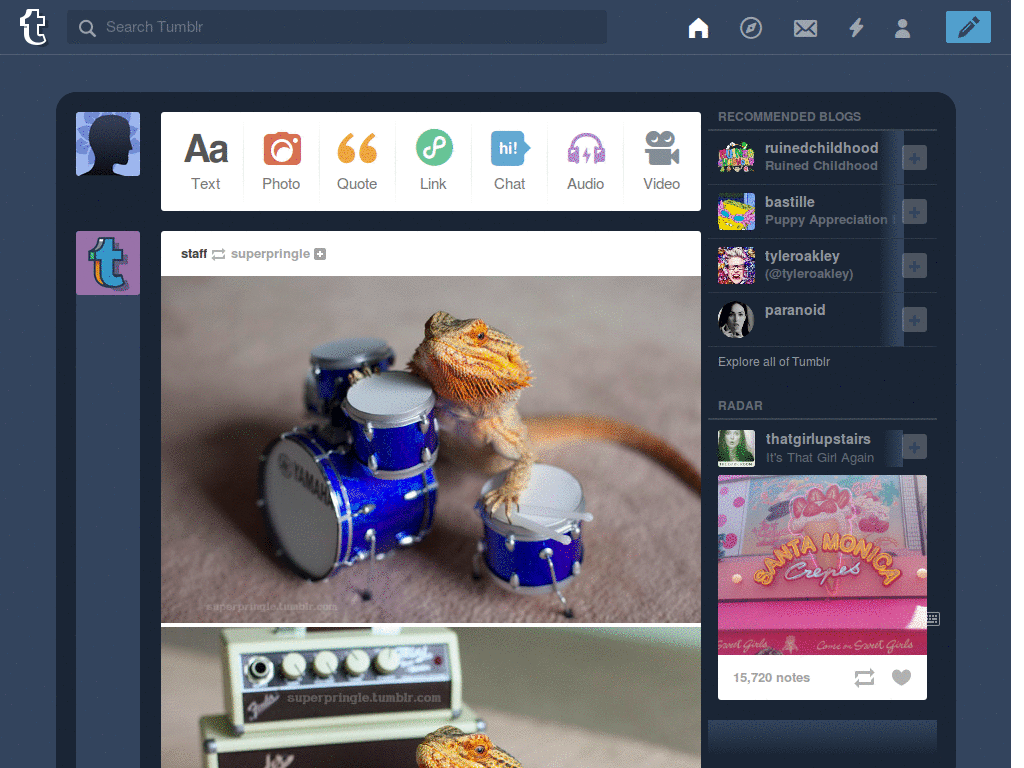 Search Tumblr
Aa
Text
Photo
Quote
Link
hi!
Chat
Audio
Video
staff superpringle
YAMAHA
superpringle.tumblr.com
superpringle.tumblr.com
Fender
RECOMMENDED BLOGS
ruinedchildhood
Ruined Childhood
bastille
Puppy Appreciation
tyleroakley
(@tyleroakley)
paranoid
Explore all of Tumblr
RADAR
thatgirlupstairs
It's That Girl Again
SANTA MONICA
Crepes
Sweet Girls
Come on Sweet Girls
15,720 notes